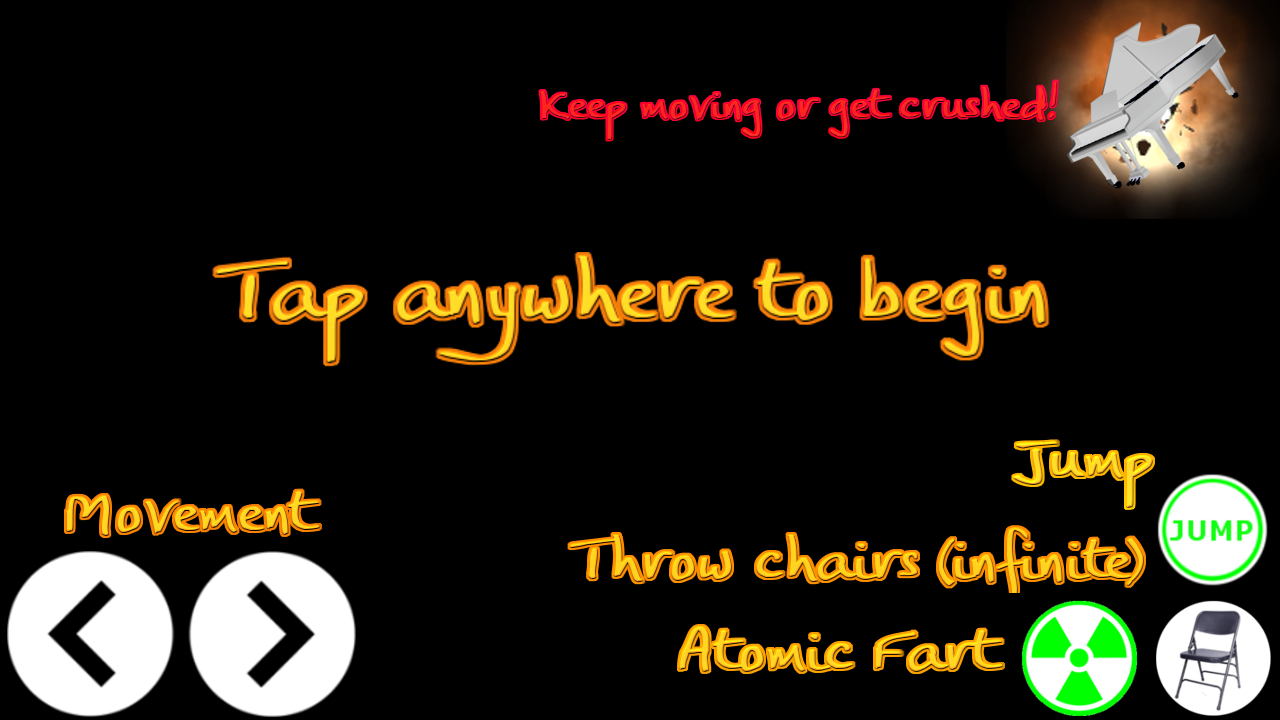 Keep moving or get crushed!
Tap anywhere to begin
Jump
Movement
JUMP
Throw chairs (infinite)
Atomic Fart